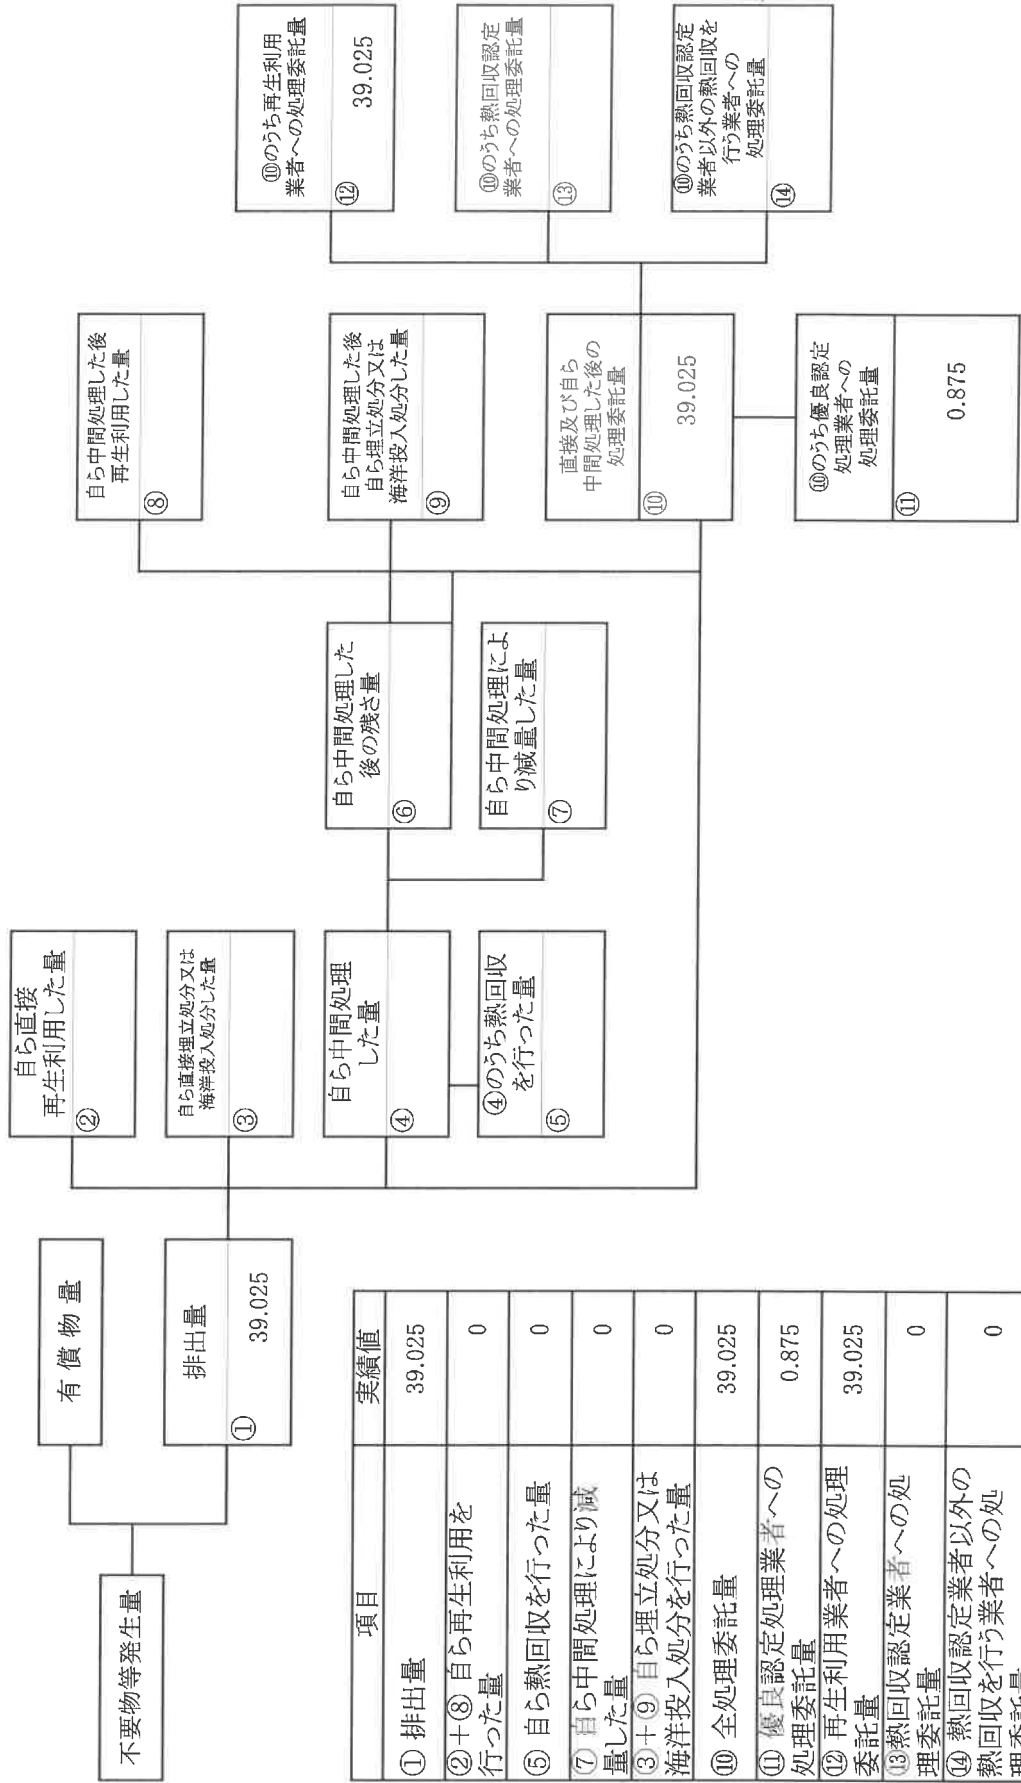 不要物等発生量
有償物量
排出量
①
39.025
自ら直接
再生利用した量
②
自ら直接埋立処分又は
海洋投入処分した量
③
自ら中間処理
した量
④
④のうち熱回収
を行った量
⑤
自ら中間処理した
後の残さ量
⑥
自ら中間処理によ
り減量した量
⑦
自ら中間処理した後
再生利用した量
⑧
自ら中間処理した後
自ら埋立処分又は
海洋投入処分した量
⑨
直接及び自ら
中間処理した後の
処理委託量
⑩
39.025
⑩のうち優良認定
処理業者への
処理委託量
⑪
0.875
⑩のうち再生利用
業者への処理委託量
⑫
39.025
⑩のうち熱回収認定
業者への処理委託量
⑬
⑩のうち熱回収認定
業者以外の熱回収を
行う業者への
処理委託量
⑭
項目 実績値
① 排出量 39.025
②＋⑧ 自ら再生利用を
行った量 0
⑤ 自ら熱回収を行った量 0
⑦ 自ら中間処理により減
量した量 0
③＋⑨ 自ら埋立処分又は
海洋投入処分を行った量 0
⑩ 全処理委託量 39.025
⑪ 優良認定処理業者への
処理委託量 0.875
⑫ 再生利用業者への処理
委託量 39.025
⑬熱回収認定業者への処
理委託量 0
⑭ 熱回収認定業者以外の
熱回収を行う業者への処
理委託量 0